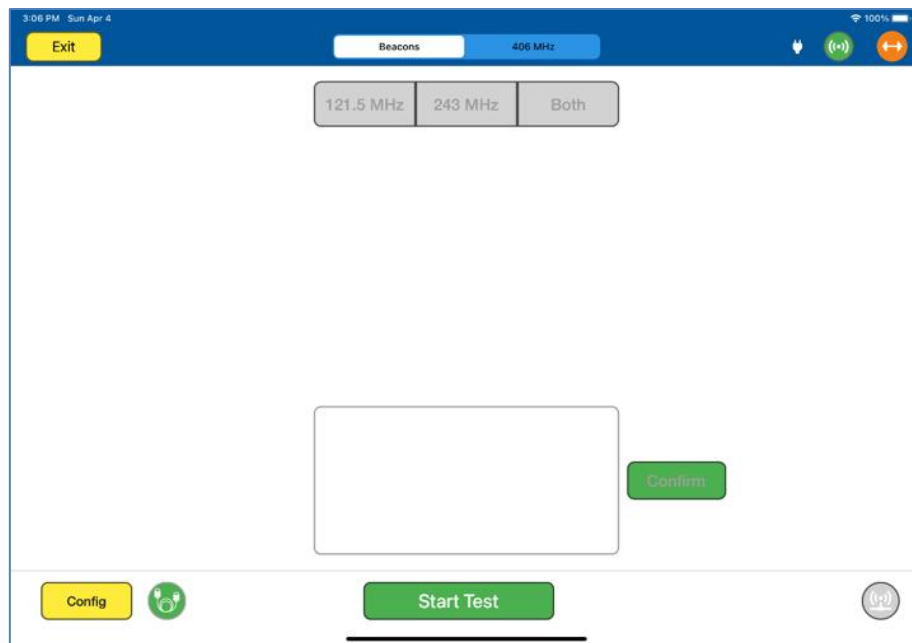 3:06 PM Sun Apr 4
100%
Exit
Beacons
406 MHz
121.5 MHz
243 MHz
Both
Confirm
Config
Start Test